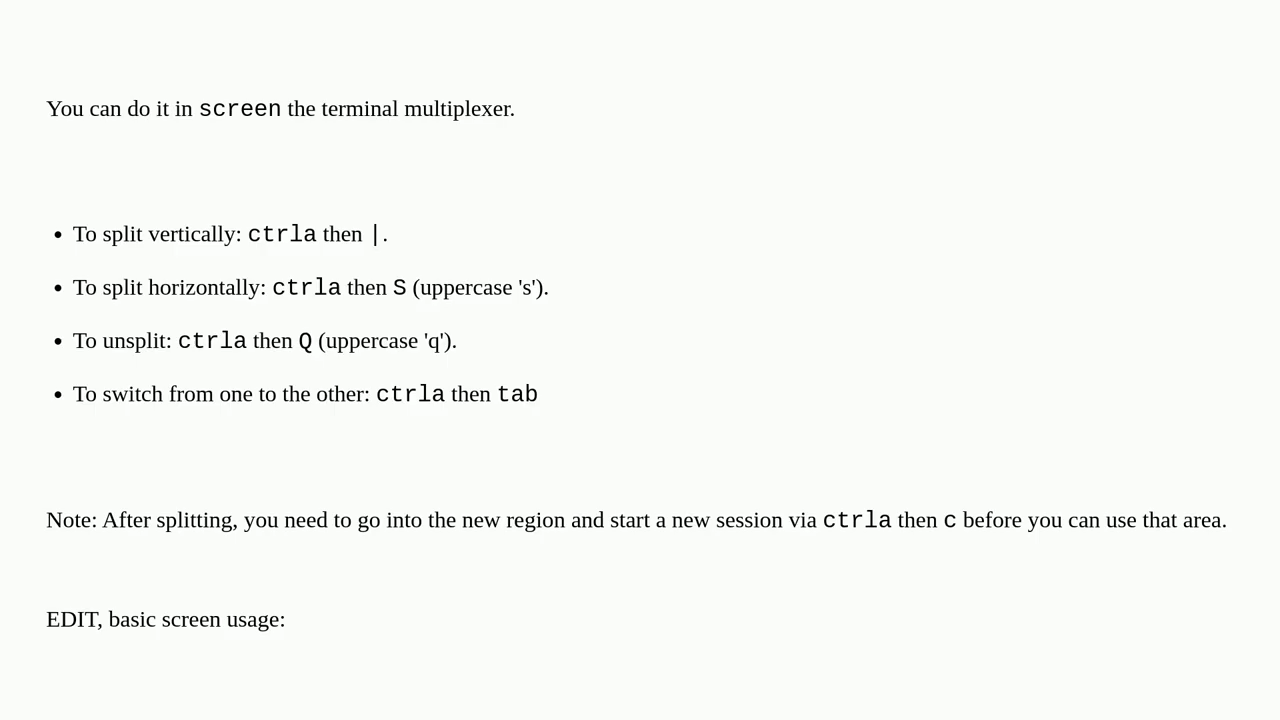 You can do it in screen the terminal multiplexer.
• To split vertically: ctrla then |.
• To split horizontally: ctrla then S (uppercase 's').
• To unsplit: ctrla then Q (uppercase 'q').
• To switch from one to the other: ctrla then tab
Note: After splitting, you need to go into the new region and start a new session via ctrla then c before you can use that area.
EDIT, basic screen usage: